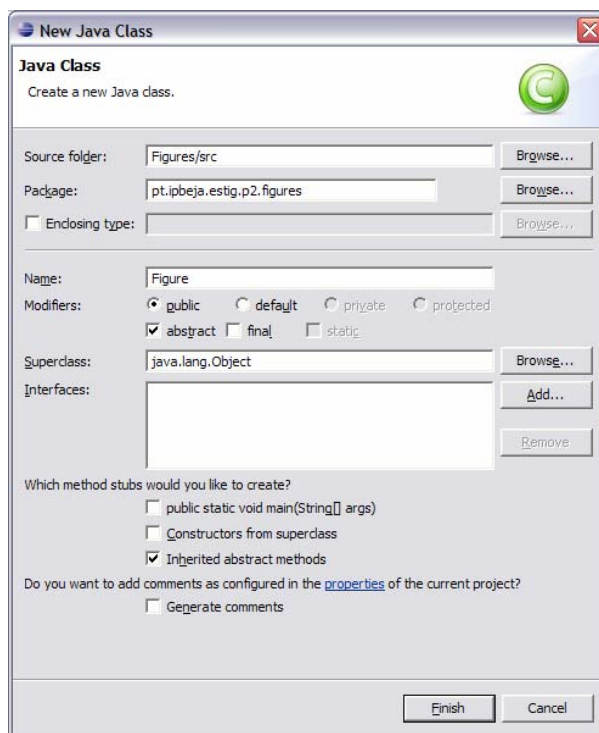 New Java Class
Java Class
Create a new Java class.
Source folder: Figures/src Browse...
Package: pt.ipbeja.estig.p2.figures Browse...
Enclosing type: Browse...
Name: Figure
Modifiers: public default private protected
abstract final static
Superclass: java.lang.Object Browse...
Interfaces: Add...
Remove
Which method stubs would you like to create?
public static void main(String[] args)
Constructors from superclass
Inherited abstract methods
Do you want to add comments as configured in the properties of the current project?
Generate comments
Finish Cancel